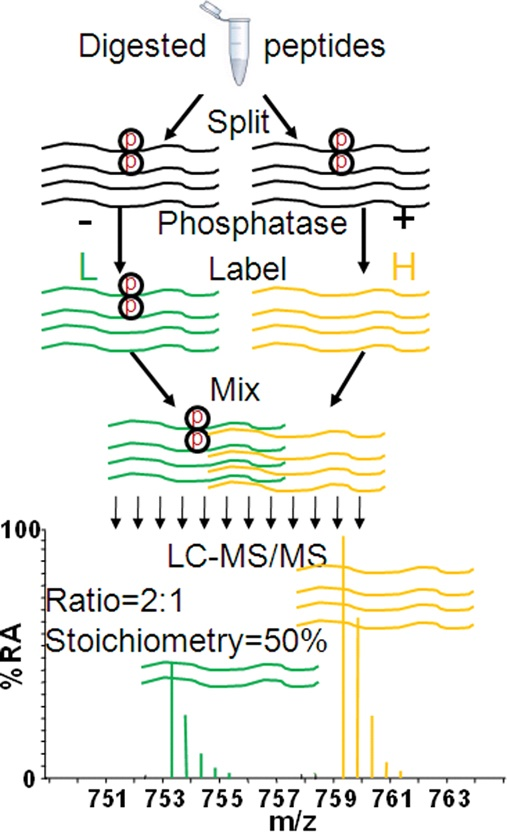 Digested peptides
Split
p p
p p
- Phosphatase +
L Label H
p
p
Mix
p
p
LC-MS/MS
100
Ratio=2:1
Stoichiometry=50%
%RA
0
751 753 755 757 759 761 763
m/z